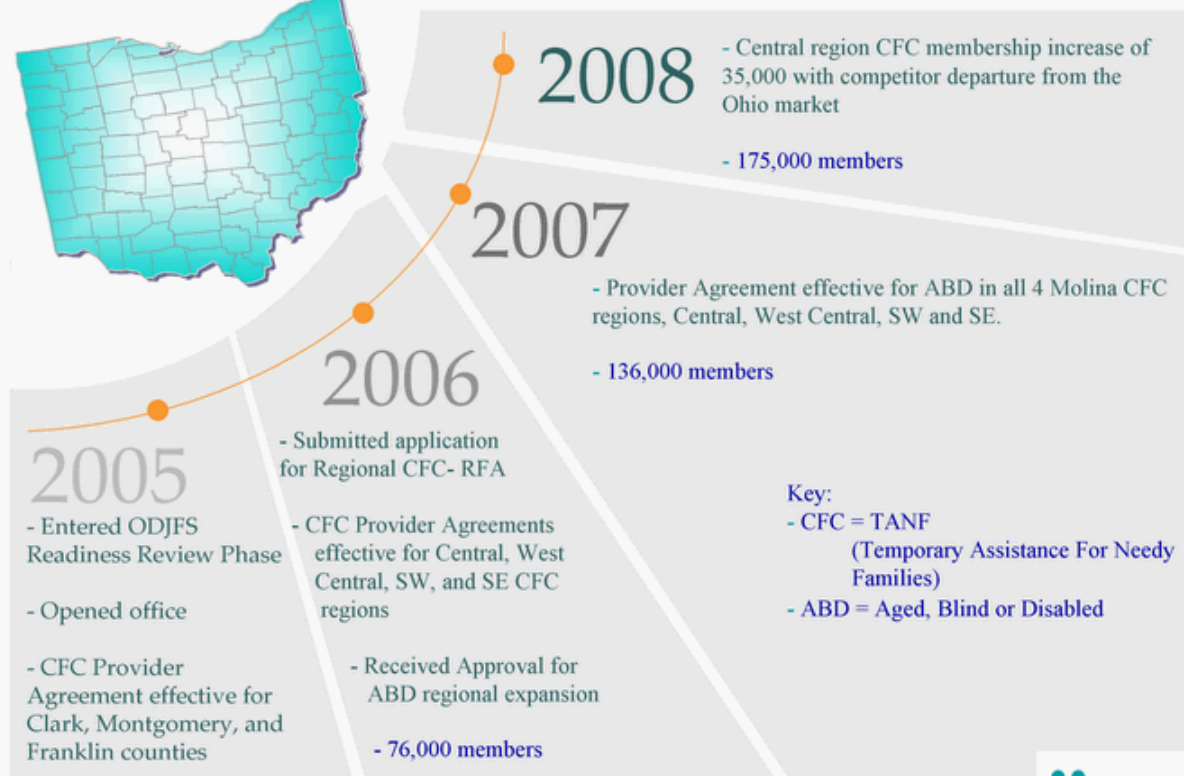 2008
- Central region CFC membership increase of
35,000 with competitor departure from the
Ohio market
- 175,000 members
2007
- Provider Agreement effective for ABD in all 4 Molina CFC
regions, Central, West Central, SW and SE.
- 136,000 members
2006
- Submitted application
for Regional CFC- RFA
- CFC Provider Agreements
effective for Central, West
Central, SW, and SE CFC
regions
- Received Approval for
ABD regional expansion
- 76,000 members
2005
- Entered ODJFS
Readiness Review Phase
- Opened office
- CFC Provider
Agreement effective for
Clark, Montgomery, and
Franklin counties
Key:
- CFC = TANF
(Temporary Assistance For Needy
Families)
- ABD = Aged, Blind or Disabled